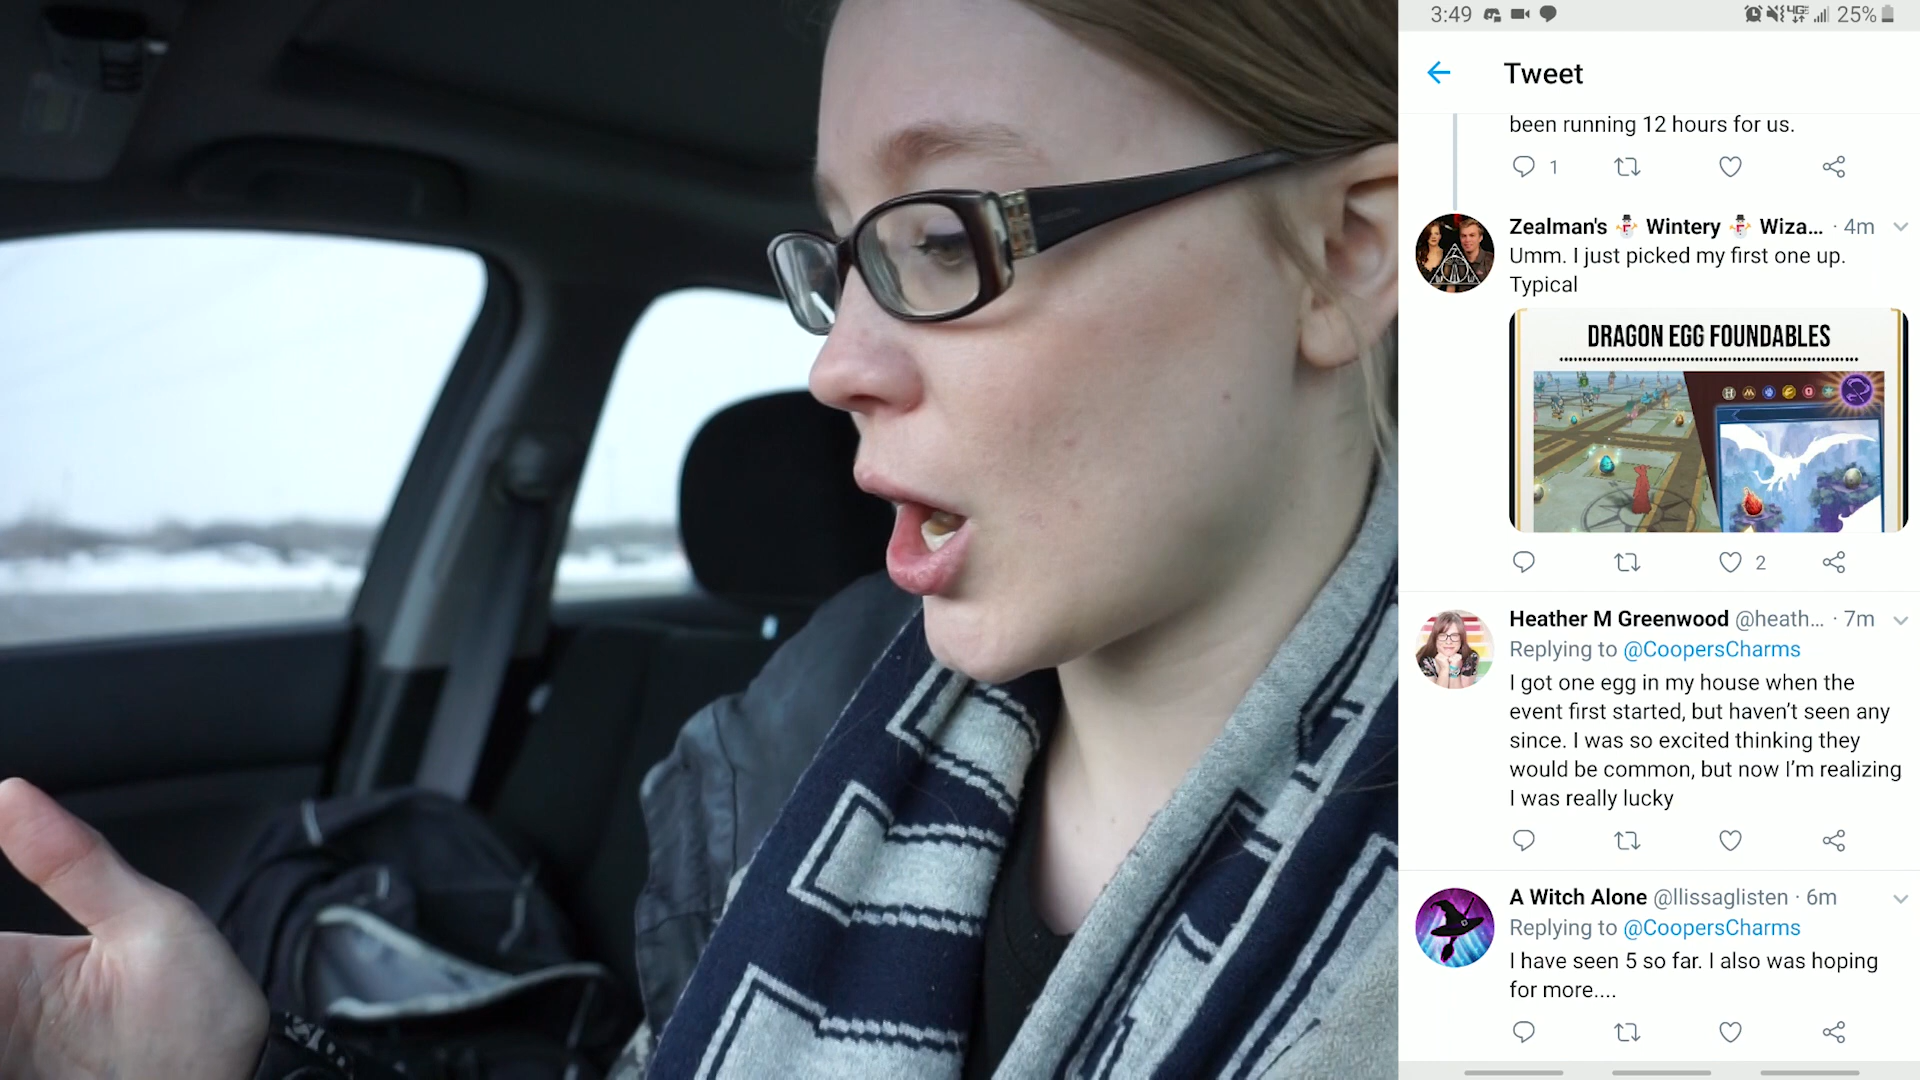 3:49
25%
Tweet
been running 12 hours for us.
1
Zealman's ⛄ Wintery ⛄ Wiza... · 4m
Umm. I just picked my first one up.
Typical
DRAGON EGG FOUNDABLES
2
Heather M Greenwood @heath... · 7m
Replying to @CoopersCharms
I got one egg in my house when the
event first started, but haven't seen any
since. I was so excited thinking they
would be common, but now I'm realizing
I was really lucky
A Witch Alone @llissaglisten · 6m
Replying to @CoopersCharms
I have seen 5 so far. I also was hoping
for more....